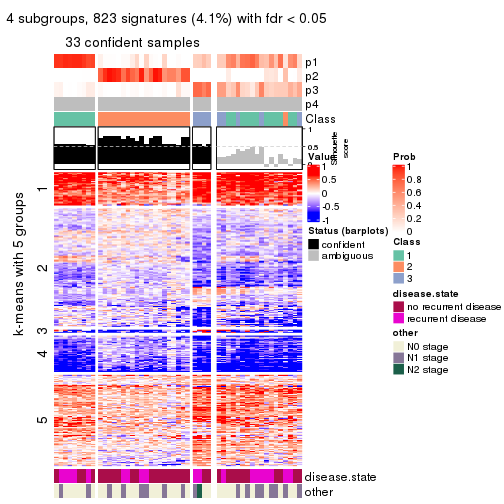 4 subgroups, 823 signatures (4.1%) with fdr < 0.05
33 confident samples
p1
p2
p3
p4
Class
1
0.5
0
Silhouette
score
k-means with 5 groups
1
2
3
4
5
disease.state
other
Value
1
0.5
0
-0.5
-1
Status (barplots)
confident
ambiguous
Prob
1
0.8
0.6
0.4
0.2
0
Class
1
2
3
disease.state
no recurrent disease
recurrent disease
other
N0 stage
N1 stage
N2 stage